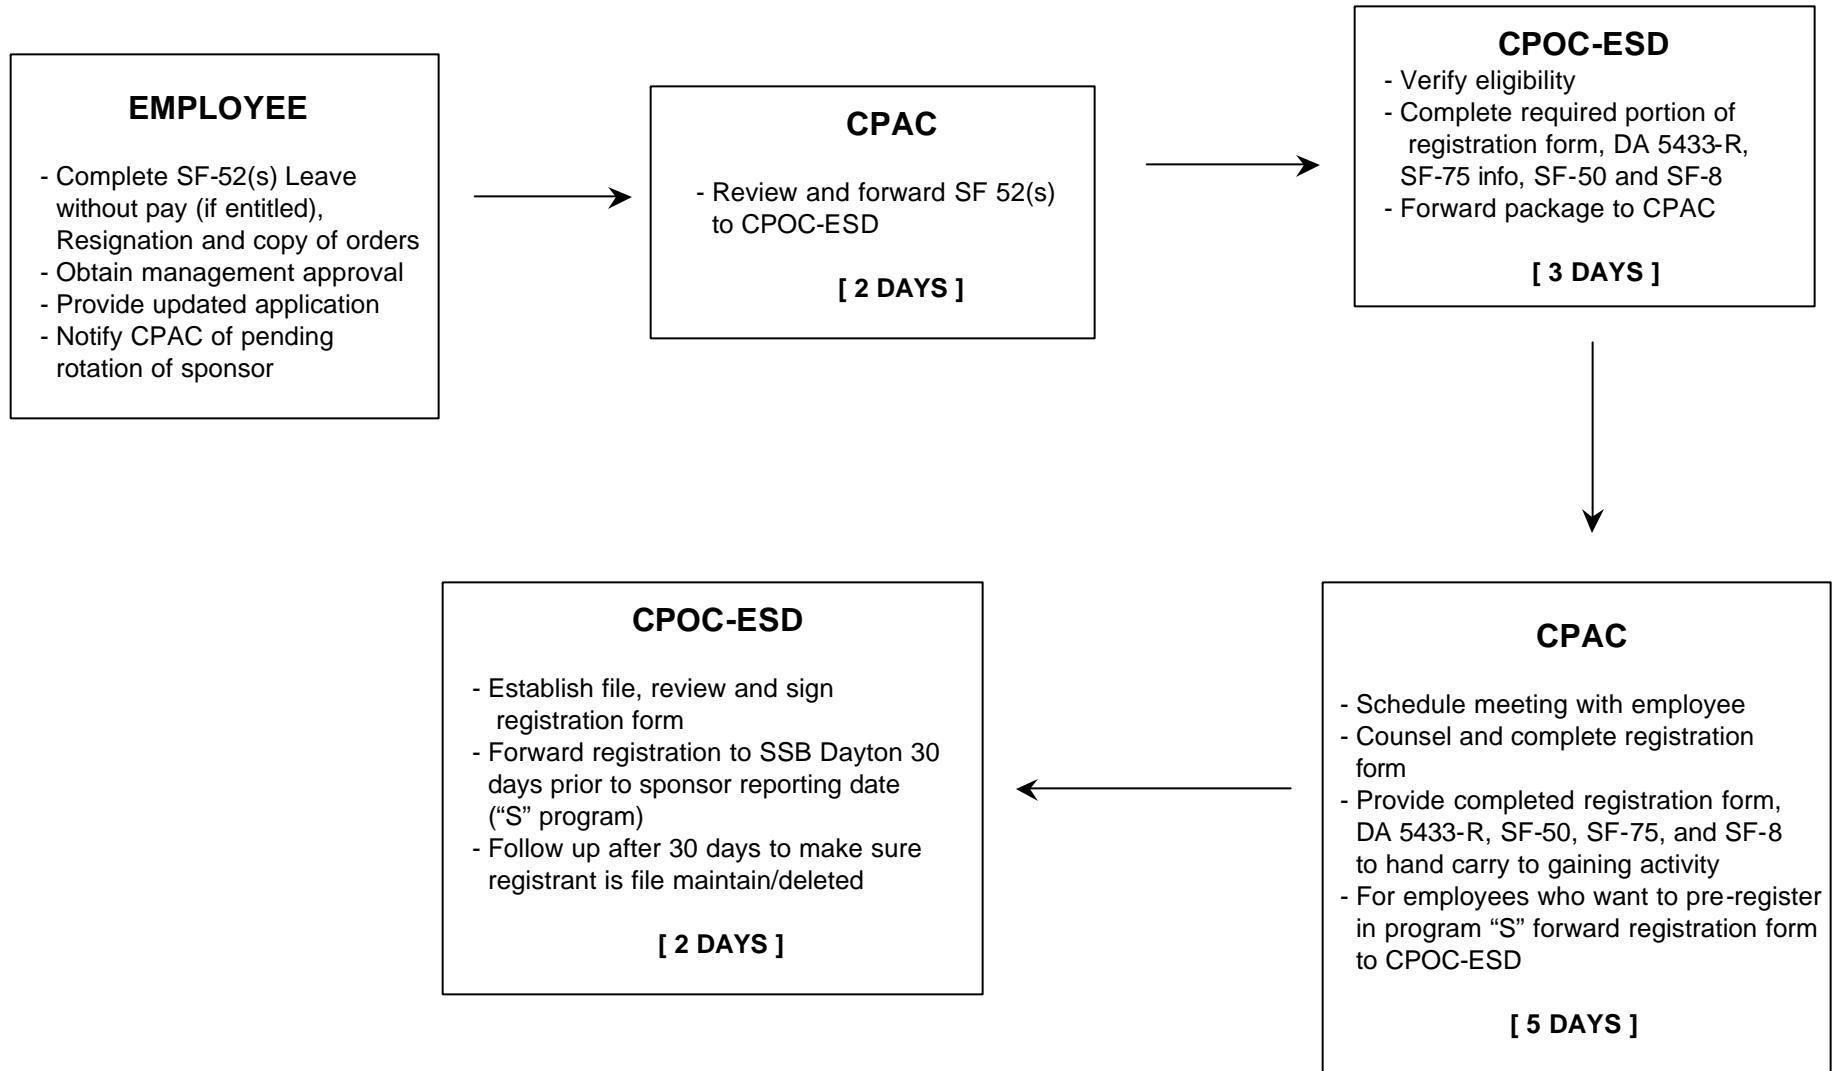 EMPLOYEE
- Complete SF-52(s) Leave
without pay (if entitled),
Resignation and copy of orders
- Obtain management approval
- Provide updated application
- Notify CPAC of pending
rotation of sponsor
CPAC
- Review and forward SF 52(s)
to CPOC-ESD
[ 2 DAYS ]
CPOC-ESD
- Verify eligibility
- Complete required portion of
registration form, DA 5433-R,
SF-75 info, SF-50 and SF-8
- Forward package to CPAC
[ 3 DAYS ]
CPAC
- Schedule meeting with employee
- Counsel and complete registration
form
- Provide completed registration form,
DA 5433-R, SF-50, SF-75, and SF-8
to hand carry to gaining activity
- For employees who want to pre-register
in program “S” forward registration form
to CPOC-ESD
[ 5 DAYS ]
CPOC-ESD
- Establish file, review and sign
registration form
- Forward registration to SSB Dayton 30
days prior to sponsor reporting date
(“S” program)
- Follow up after 30 days to make sure
registrant is file maintain/deleted
[ 2 DAYS ]